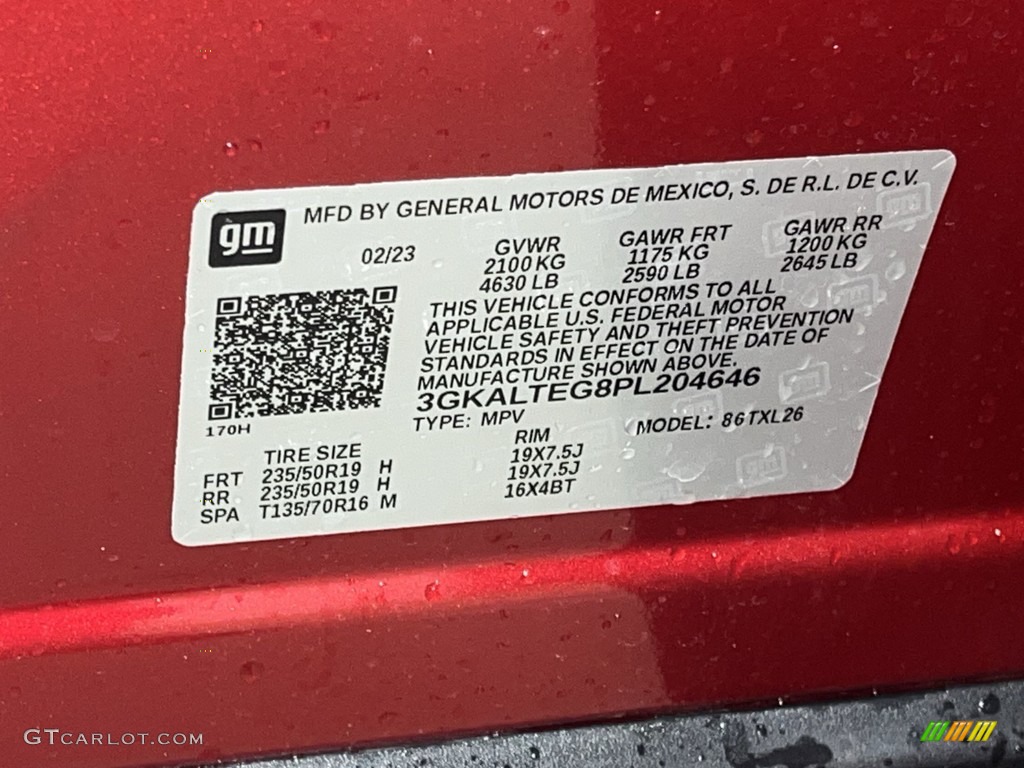 gm
MFD BY GENERAL MOTORS DE MEXICO, S. DE R.L. DE C.V.
02/23
GVWR
2100 KG
4630 LB
GAWR FRT
1175 KG
2590 LB
GAWR RR
1200 KG
2645 LB
THIS VEHICLE CONFORMS TO ALL
APPLICABLE U.S. FEDERAL MOTOR
VEHICLE SAFETY AND THEFT PREVENTION
STANDARDS IN EFFECT ON THE DATE OF
MANUFACTURE SHOWN ABOVE.
3GKALTEG8PL204646
TYPE: MPV
MODEL: 86TXL26
170H
TIRE SIZE
RIM
FRT 235/50R19 H 19X7.5J
RR 235/50R19 H 19X7.5J
SPA T135/70R16 M 16X4BT
GTCARLOT.COM